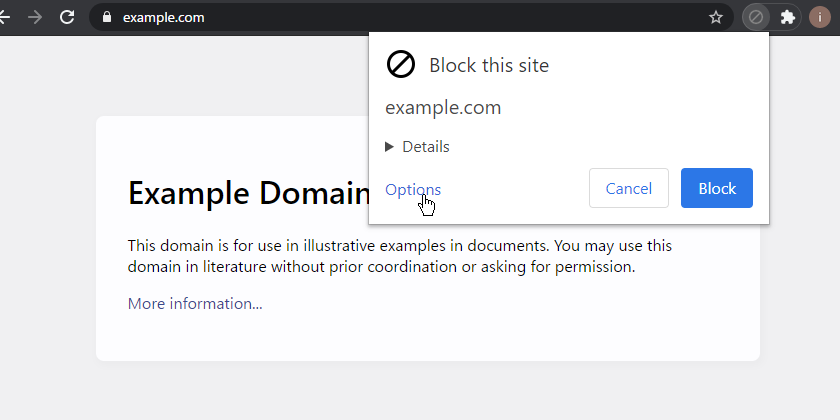 example.com
i
Block this site
example.com
Details
Options
Cancel
Block
Example Domain
This domain is for use in illustrative examples in documents. You may use this
domain in literature without prior coordination or asking for permission.
More information...